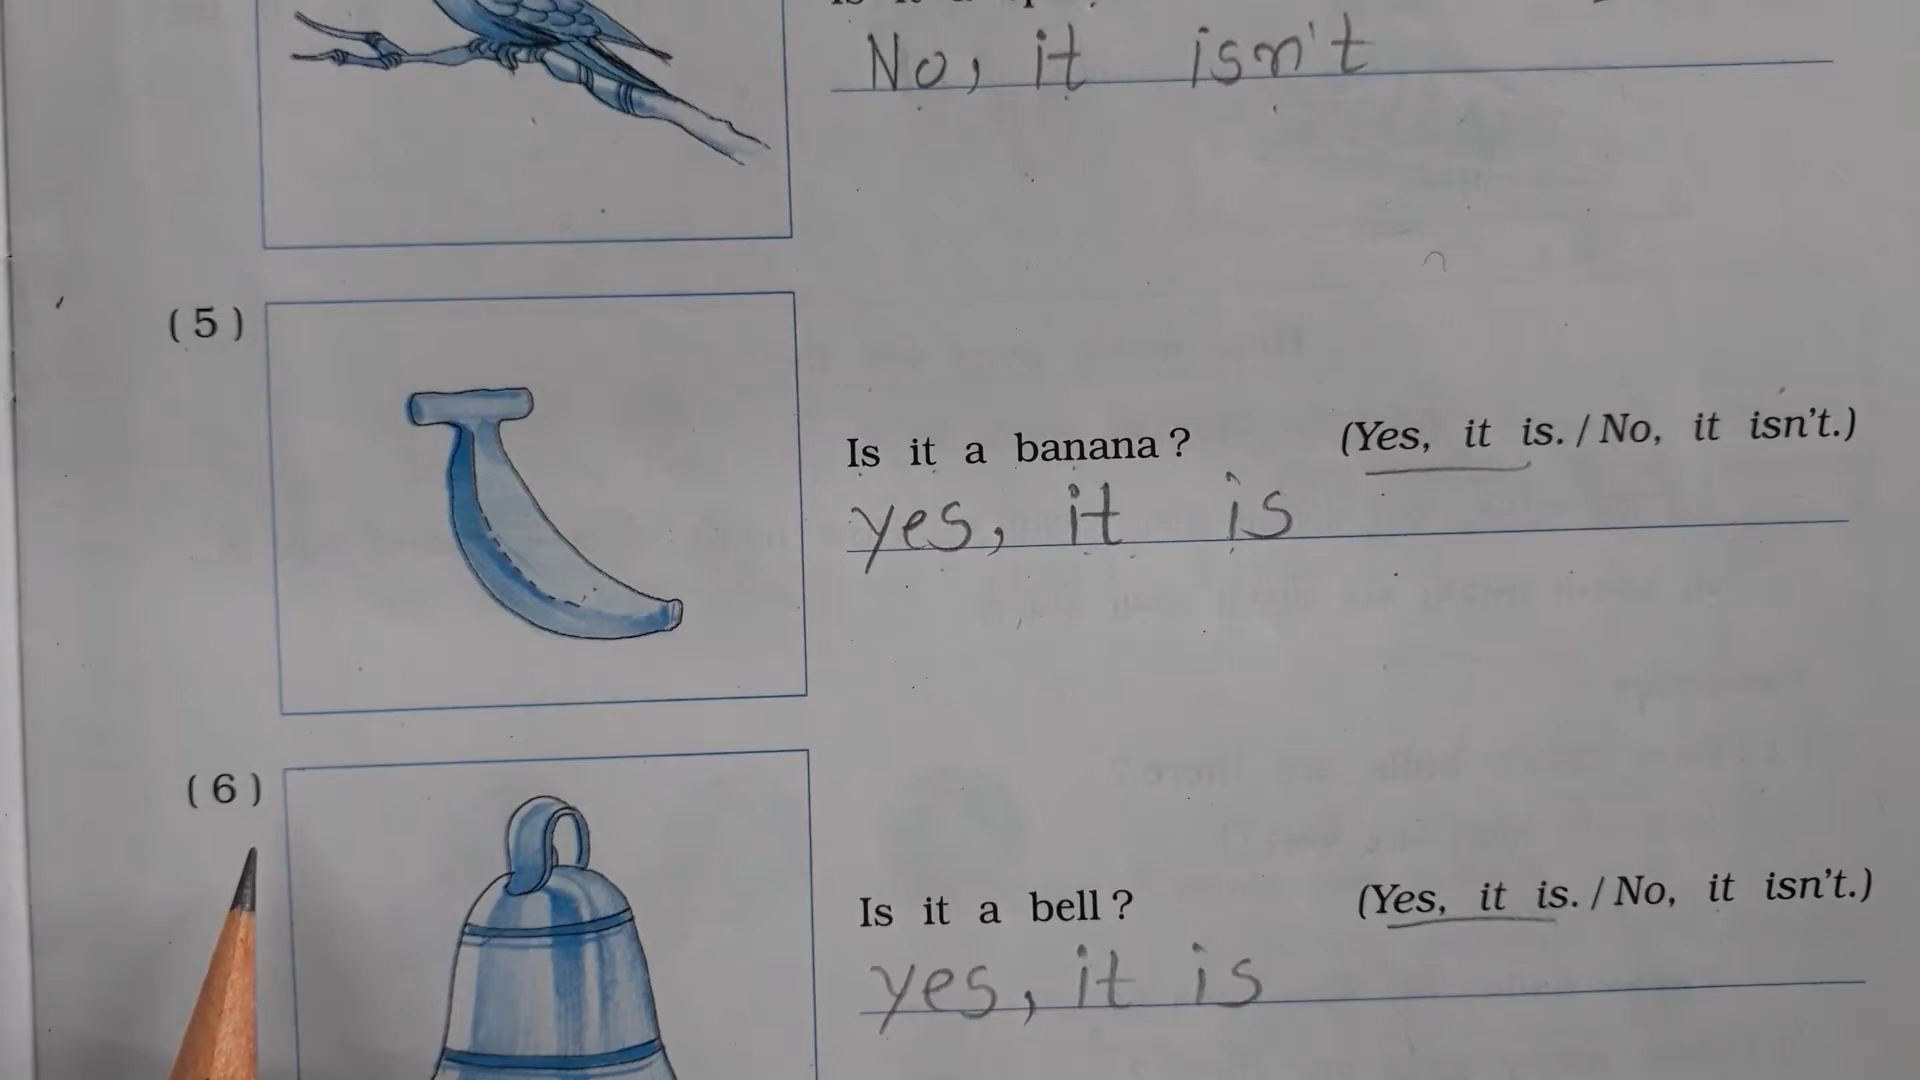 No, it isn't
(5)
Is it a banana? (Yes, it is. / No, it isn't.)
yes, it is
(6)
Is it a bell? (Yes, it is. / No, it isn't.)
yes, it is